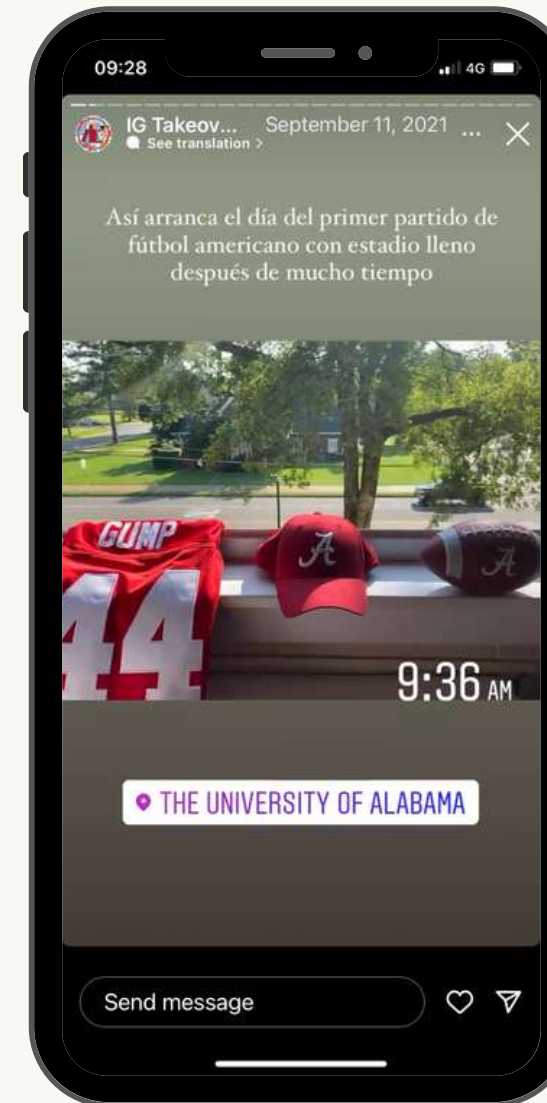 09:28
4G
IG Takeov... September 11, 2021 ...
See translation >
Así arranca el día del primer partido de
fútbol americano con estadio lleno
después de mucho tiempo
GUMP
44
A
A
9:36 AM
THE UNIVERSITY OF ALABAMA
Send message